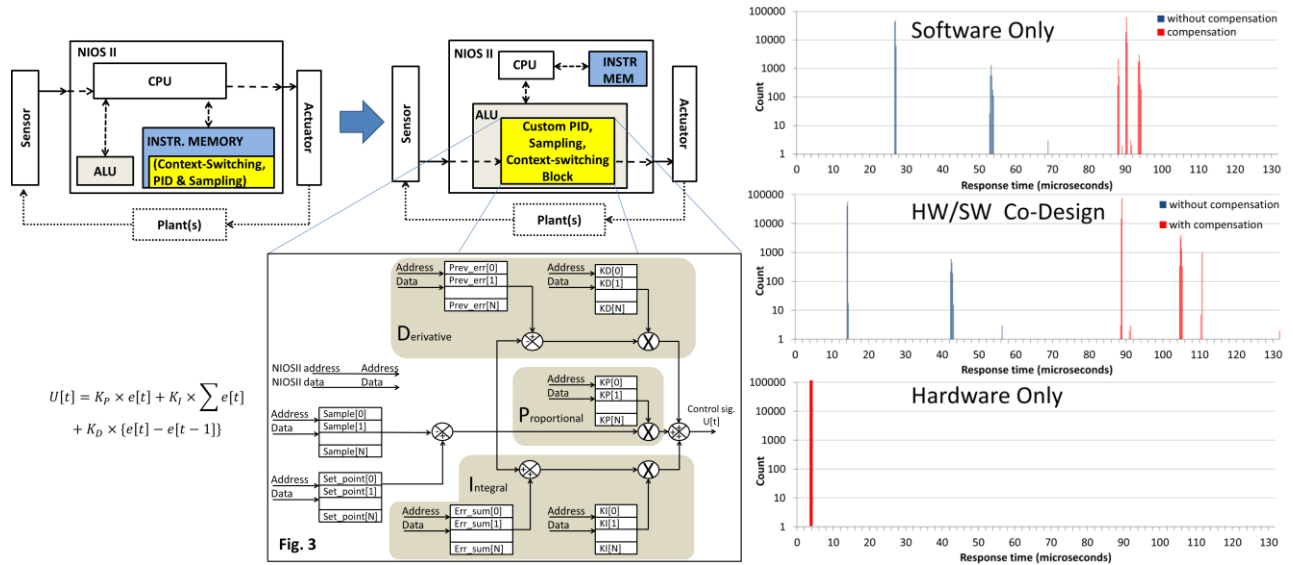 NIOS II
CPU
Sensor
Actuator
INSTR. MEMORY
(Context-Switching,
PID & Sampling)
ALU
Plant(s)
NIOS II
CPU
INSTR
MEM
Sensor
Actuator
ALU
Custom PID,
Sampling,
Context-switching
Block
Plant(s)
U[t] = K_P × e[t] + K_I × ∑ e[t]
+ K_D × {e[t] − e[t − 1]}
Address
Data
Prev_err[0]
Prev_err[1]
Prev_err[N]
Address
Data
KD[0]
KD[1]
KD[N]
Derivative
NIOSII address
NIOSII data
Address
Data
Address
Data
KP[0]
KP[1]
KP[N]
Proportional
Control sig.
U[t]
Address
Data
Sample[0]
Sample[1]
Sample[N]
Address
Data
Set_point[0]
Set_point[1]
Set_point[N]
Integral
Address
Data
Err_sum[0]
Err_sum[1]
Err_sum[N]
Address
Data
KI[0]
KI[1]
KI[N]
Fig. 3
Software Only
without compensation
compensation
Count
100000
10000
1000
100
10
1
0 10 20 30 40 50 60 70 80 90 100 110 120 130
Response time (microseconds)
HW/SW Co-Design
without compensation
with compensation
Count
100000
10000
1000
100
10
1
0 10 20 30 40 50 60 70 80 90 100 110 120 130
Response time (microseconds)
Hardware Only
Count
100000
10000
1000
100
10
1
0 10 20 30 40 50 60 70 80 90 100 110 120 130
Response time (microseconds)